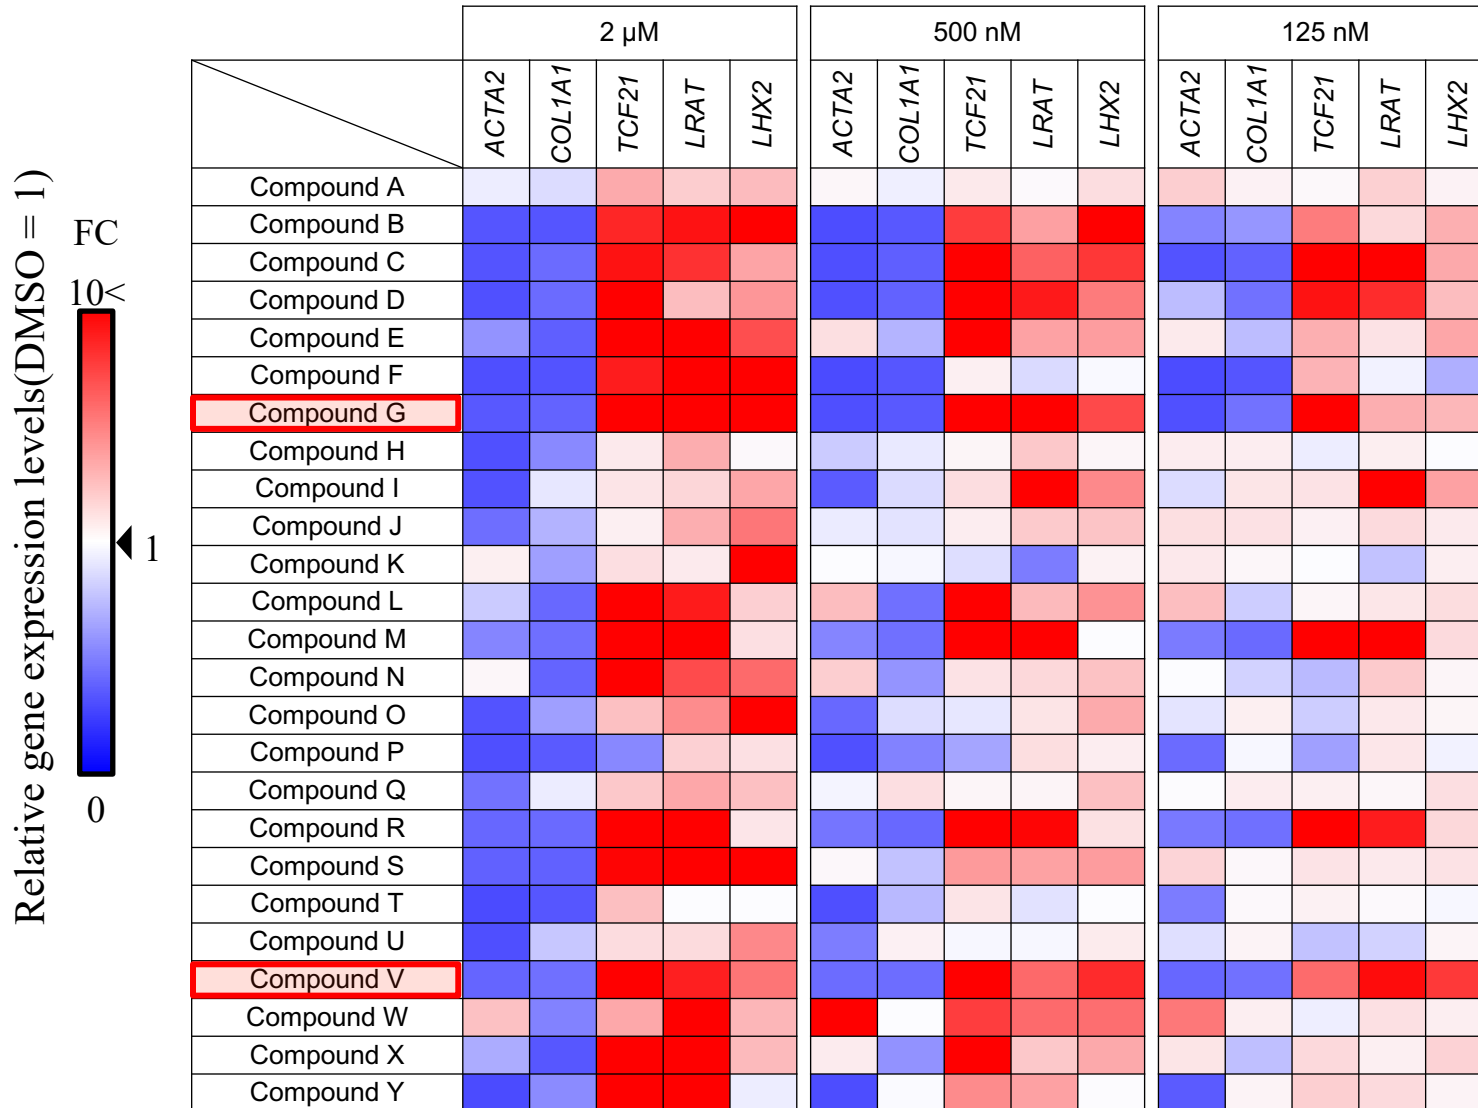 2 μM 500 nM 125 nM
ACTA2 COL1A1 TCF21 LRAT LHX2 ACTA2 COL1A1 TCF21 LRAT LHX2 ACTA2 COL1A1 TCF21 LRAT LHX2
Relative gene expression levels(DMSO = 1)
FC
10<
1
0
Compound A
Compound B
Compound C
Compound D
Compound E
Compound F
Compound G
Compound H
Compound I
Compound J
Compound K
Compound L
Compound M
Compound N
Compound O
Compound P
Compound Q
Compound R
Compound S
Compound T
Compound U
Compound V
Compound W
Compound X
Compound Y